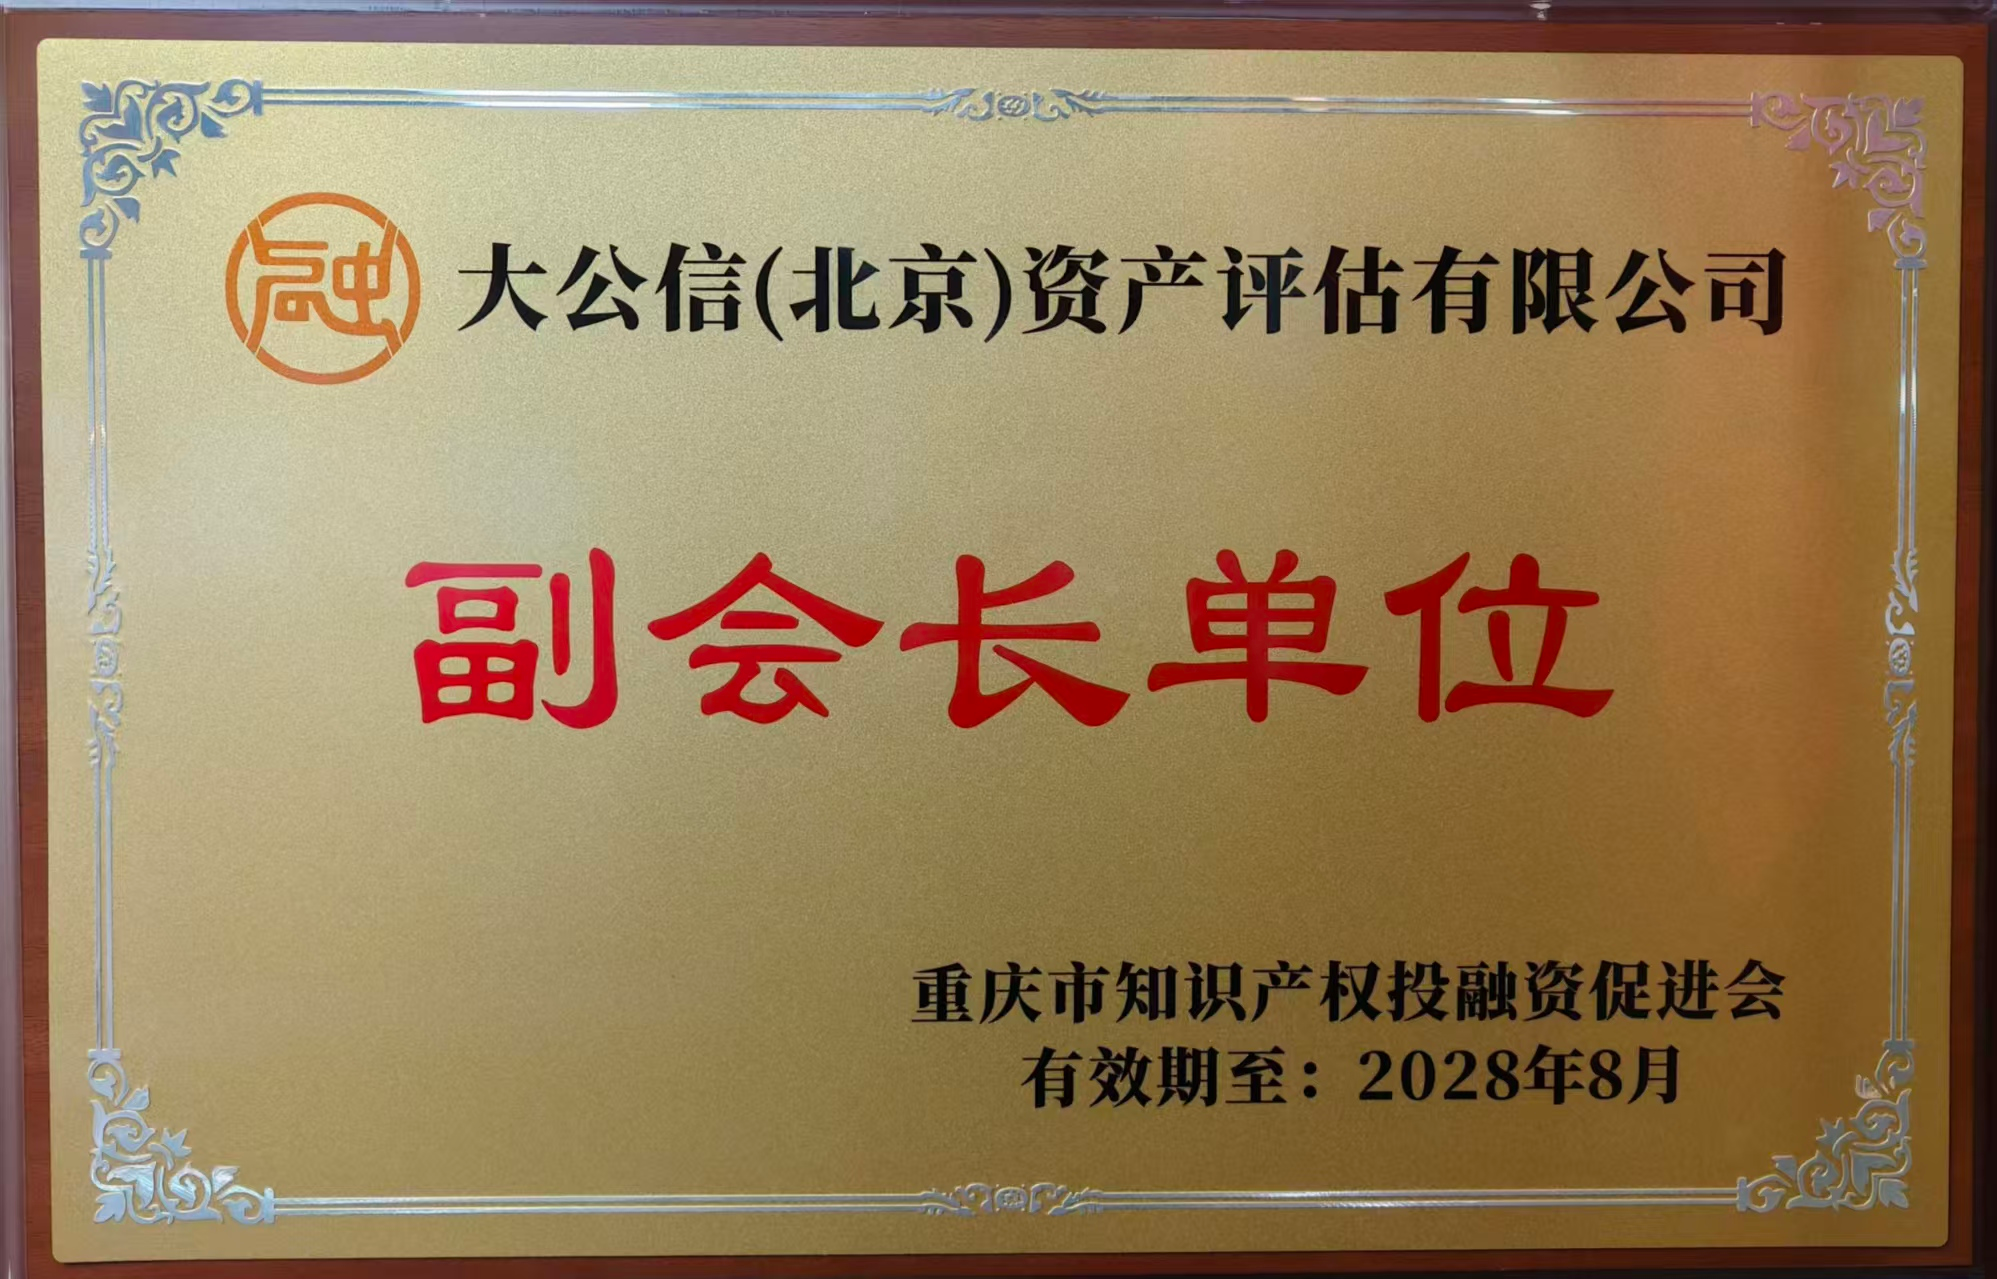 融 大公信(北京)资产评估有限公司
副会长单位
重庆市知识产权投融资促进会
有效期至：2028年8月